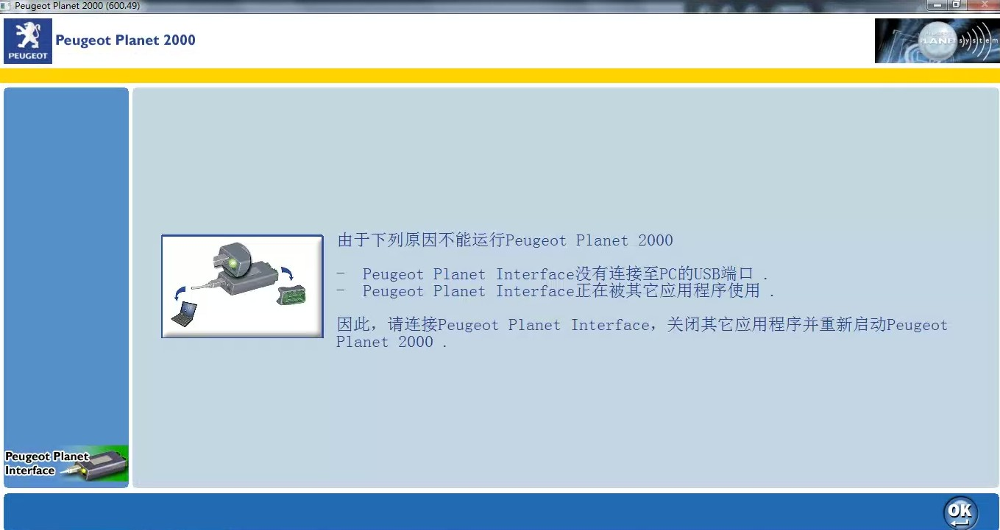 Peugeot Planet 2000 (600.49)
PEUGEOT
Peugeot Planet 2000
PLANET system
由于下列原因不能运行Peugeot Planet 2000
- Peugeot Planet Interface没有连接至PC的USB端口 .
- Peugeot Planet Interface正在被其它应用程序使用 .
因此，请连接Peugeot Planet Interface，关闭其它应用程序并重新启动Peugeot
Planet 2000 .
Peugeot Planet
Interface
OK